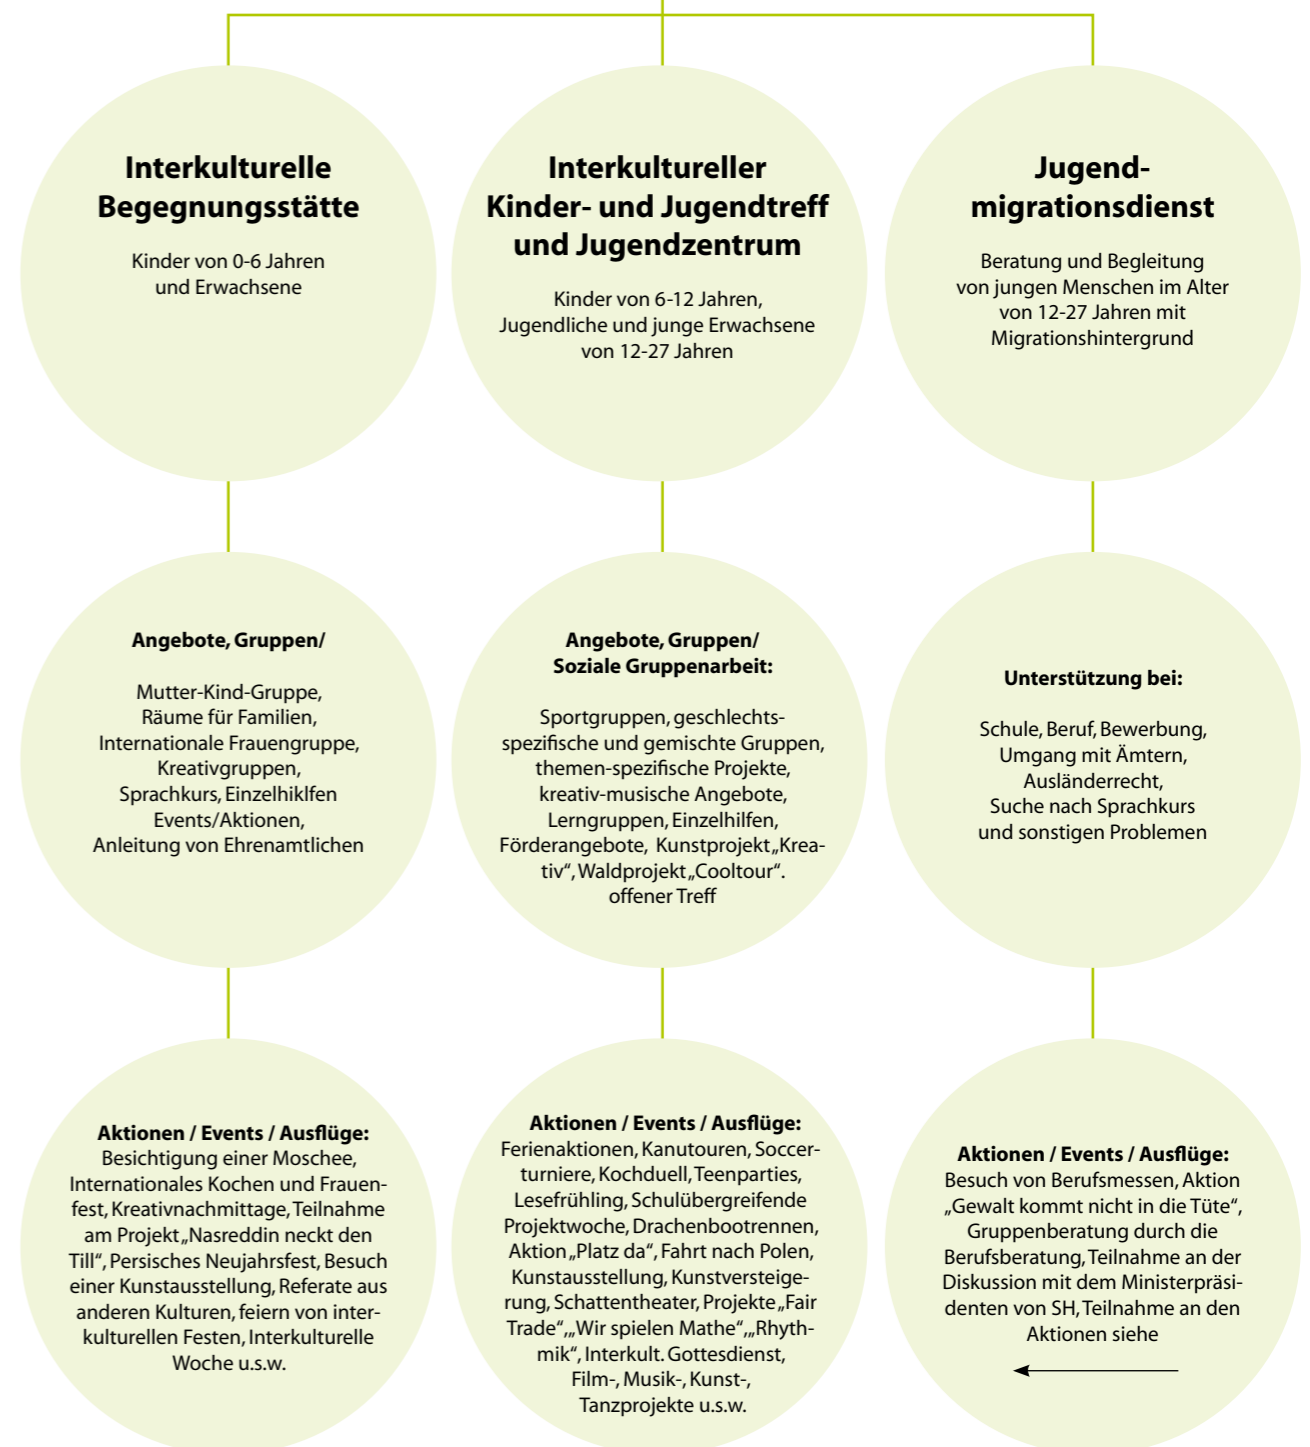 Interkulturelle
Begegnungsstätte
Kinder von 0-6 Jahren
und Erwachsene
Interkultureller
Kinder- und Jugendtreff
und Jugendzentrum
Kinder von 6-12 Jahren,
Jugendliche und junge Erwachsene
von 12-27 Jahren
Jugend-
migrationsdienst
Beratung und Begleitung
von jungen Menschen im Alter
von 12-27 Jahren mit
Migrationshintergrund
Angebote, Gruppen/
Mutter-Kind-Gruppe,
Räume für Familien,
Internationale Frauengruppe,
Kreativgruppen,
Sprachkurs, Einzelhiklfen
Events/Aktionen,
Anleitung von Ehrenamtlichen
Angebote, Gruppen/
Soziale Gruppenarbeit:
Sportgruppen, geschlechts-
spezifische und gemischte Gruppen,
themen-spezifische Projekte,
kreativ-musische Angebote,
Lerngruppen, Einzelhilfen,
Förderangebote, Kunstprojekt „Krea-
tiv“, Waldprojekt „Cooltour“.
offener Treff
Unterstützung bei:
Schule, Beruf, Bewerbung,
Umgang mit Ämtern,
Ausländerrecht,
Suche nach Sprachkurs
und sonstigen Problemen
Aktionen / Events / Ausflüge:
Besichtigung einer Moschee,
Internationales Kochen und Frauen-
fest, Kreativnachmittage, Teilnahme
am Projekt „Nasreddin neckt den
Till“, Persisches Neujahrsfest, Besuch
einer Kunstausstellung, Referate aus
anderen Kulturen, feiern von inter-
kulturellen Festen, Interkulturelle
Woche u.s.w.
Aktionen / Events / Ausflüge:
Ferienaktionen, Kanutouren, Soccer-
turniere, Kochduell, Teenparties,
Lesefrühling, Schulübergreifende
Projektwoche, Drachenbootrennen,
Aktion „Platz da“, Fahrt nach Polen,
Kunstausstellung, Kunstversteige-
rung, Schattentheater, Projekte „Fair
Trade“, „Wir spielen Mathe“, „Rhyth-
mik“, Interkult. Gottesdienst,
Film-, Musik-, Kunst-,
Tanzprojekte u.s.w.
Aktionen / Events / Ausflüge:
Besuch von Berufsmessen, Aktion
„Gewalt kommt nicht in die Tüte“,
Gruppenberatung durch die
Berufsberatung, Teilnahme an der
Diskussion mit dem Ministerpräsi-
denten von SH, Teilnahme an den
Aktionen siehe